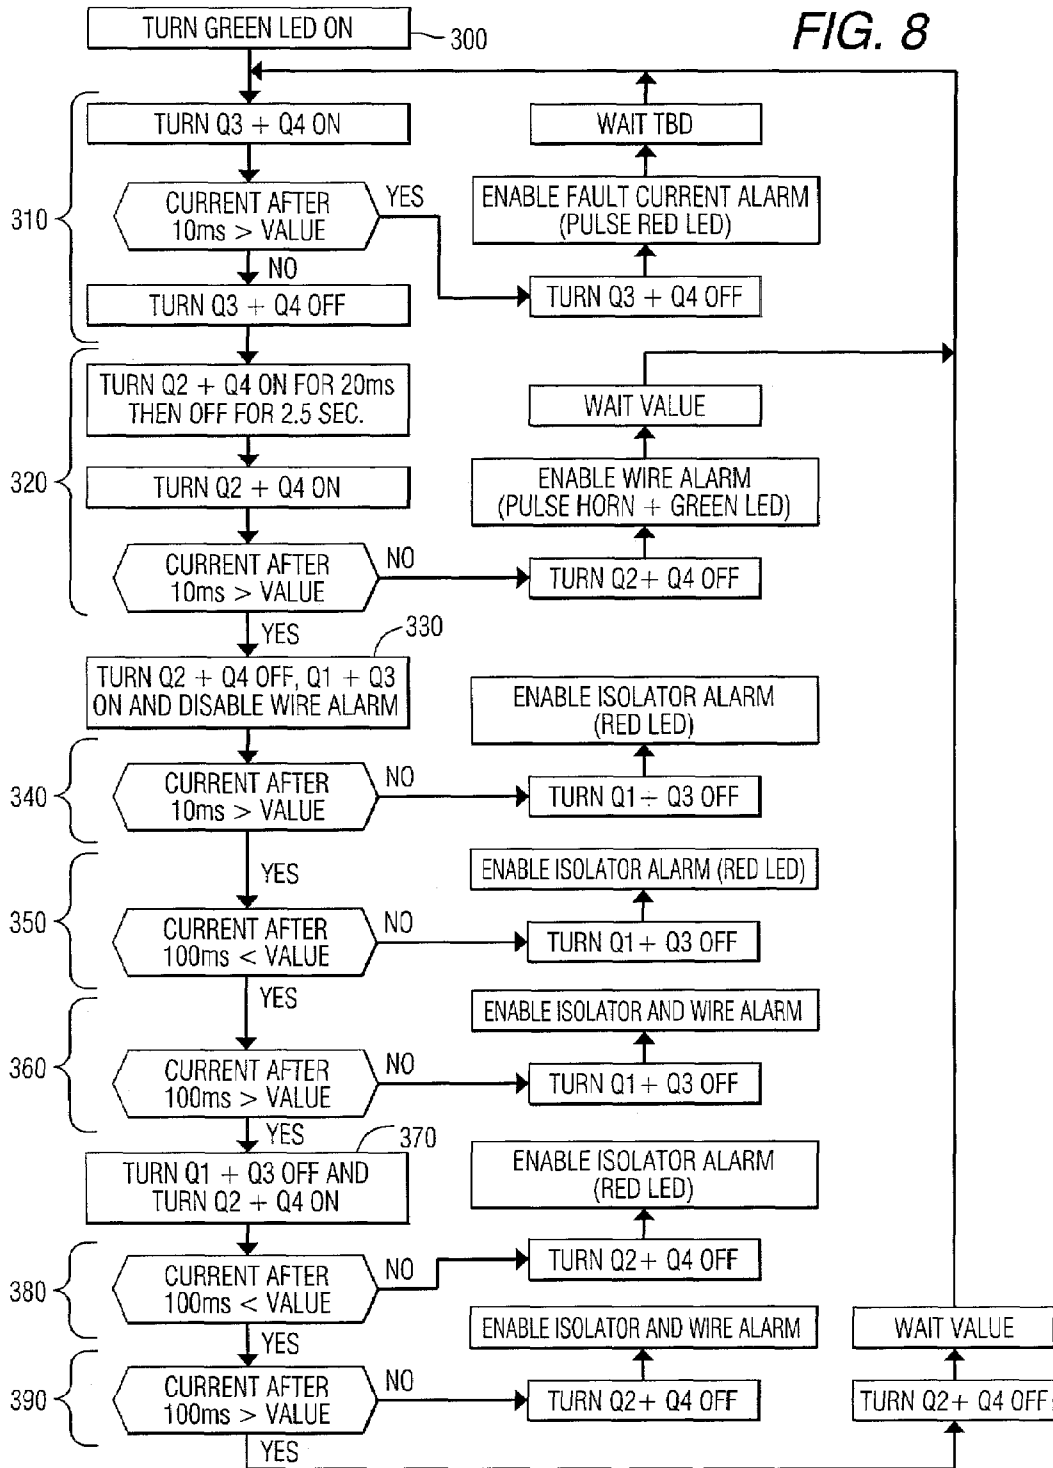 FIG. 8
TURN GREEN LED ON
300
TURN Q3 + Q4 ON
WAIT TBD
310
CURRENT AFTER
10ms > VALUE
YES
ENABLE FAULT CURRENT ALARM
(PULSE RED LED)
NO
TURN Q3 + Q4 OFF
TURN Q3 + Q4 OFF
320
TURN Q2 + Q4 ON FOR 20ms
THEN OFF FOR 2.5 SEC.
WAIT VALUE
TURN Q2 + Q4 ON
ENABLE WIRE ALARM
(PULSE HORN + GREEN LED)
CURRENT AFTER
10ms > VALUE
NO
TURN Q2+ Q4 OFF
YES
330
TURN Q2 + Q4 OFF, Q1 + Q3
ON AND DISABLE WIRE ALARM
ENABLE ISOLATOR ALARM
(RED LED)
340
CURRENT AFTER
10ms > VALUE
NO
TURN Q1 ÷ Q3 OFF
YES
ENABLE ISOLATOR ALARM (RED LED)
350
CURRENT AFTER
100ms < VALUE
NO
TURN Q1 + Q3 OFF
YES
ENABLE ISOLATOR AND WIRE ALARM
360
CURRENT AFTER
100ms > VALUE
NO
TURN Q1 + Q3 OFF
YES
370
TURN Q1 + Q3 OFF AND
TURN Q2 + Q4 ON
ENABLE ISOLATOR ALARM
(RED LED)
380
CURRENT AFTER
100ms < VALUE
NO
TURN Q2+ Q4 OFF
YES
ENABLE ISOLATOR AND WIRE ALARM
WAIT VALUE
390
CURRENT AFTER
100ms > VALUE
NO
TURN Q2+ Q4 OFF
TURN Q2+ Q4 OFF
YES